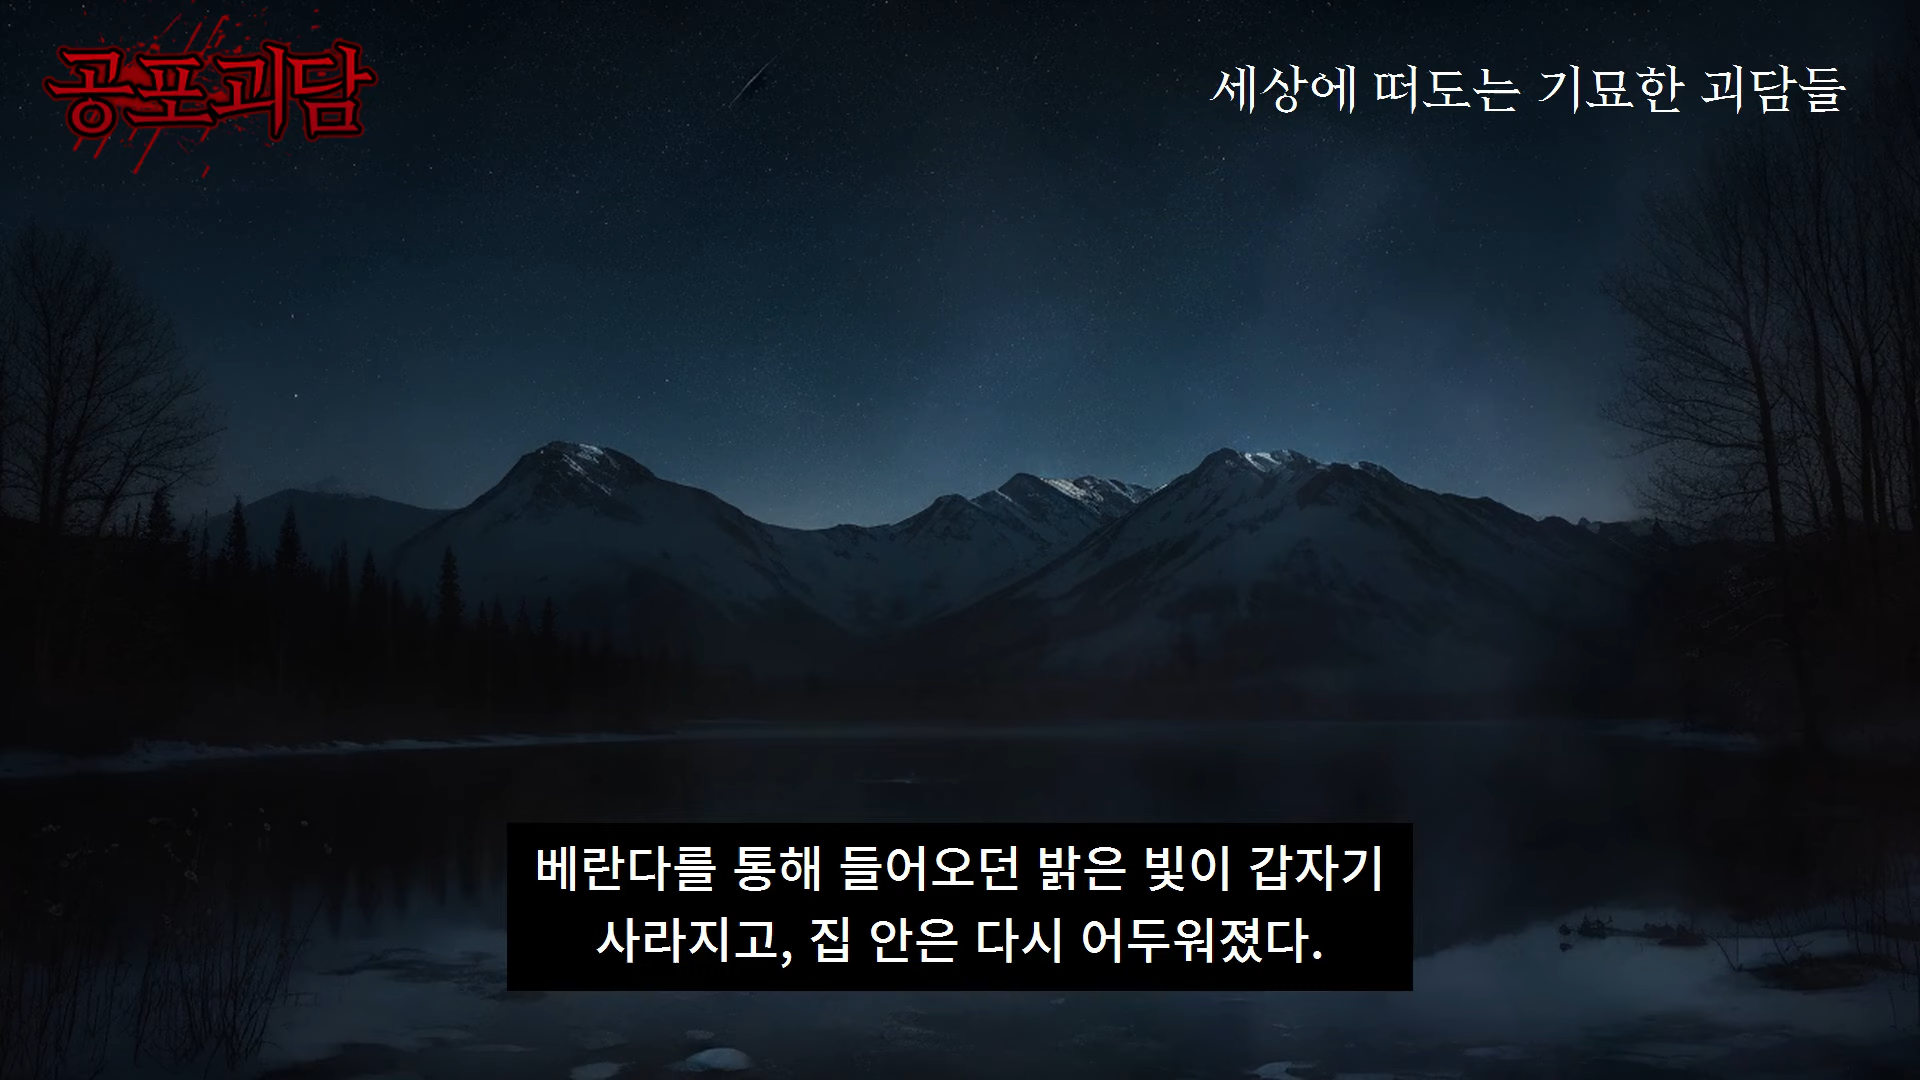 공포괴담
세상에 떠도는 기묘한 괴담들
베란다를 통해 들어오던 밝은 빛이 갑자기
사라지고, 집 안은 다시 어두워졌다.